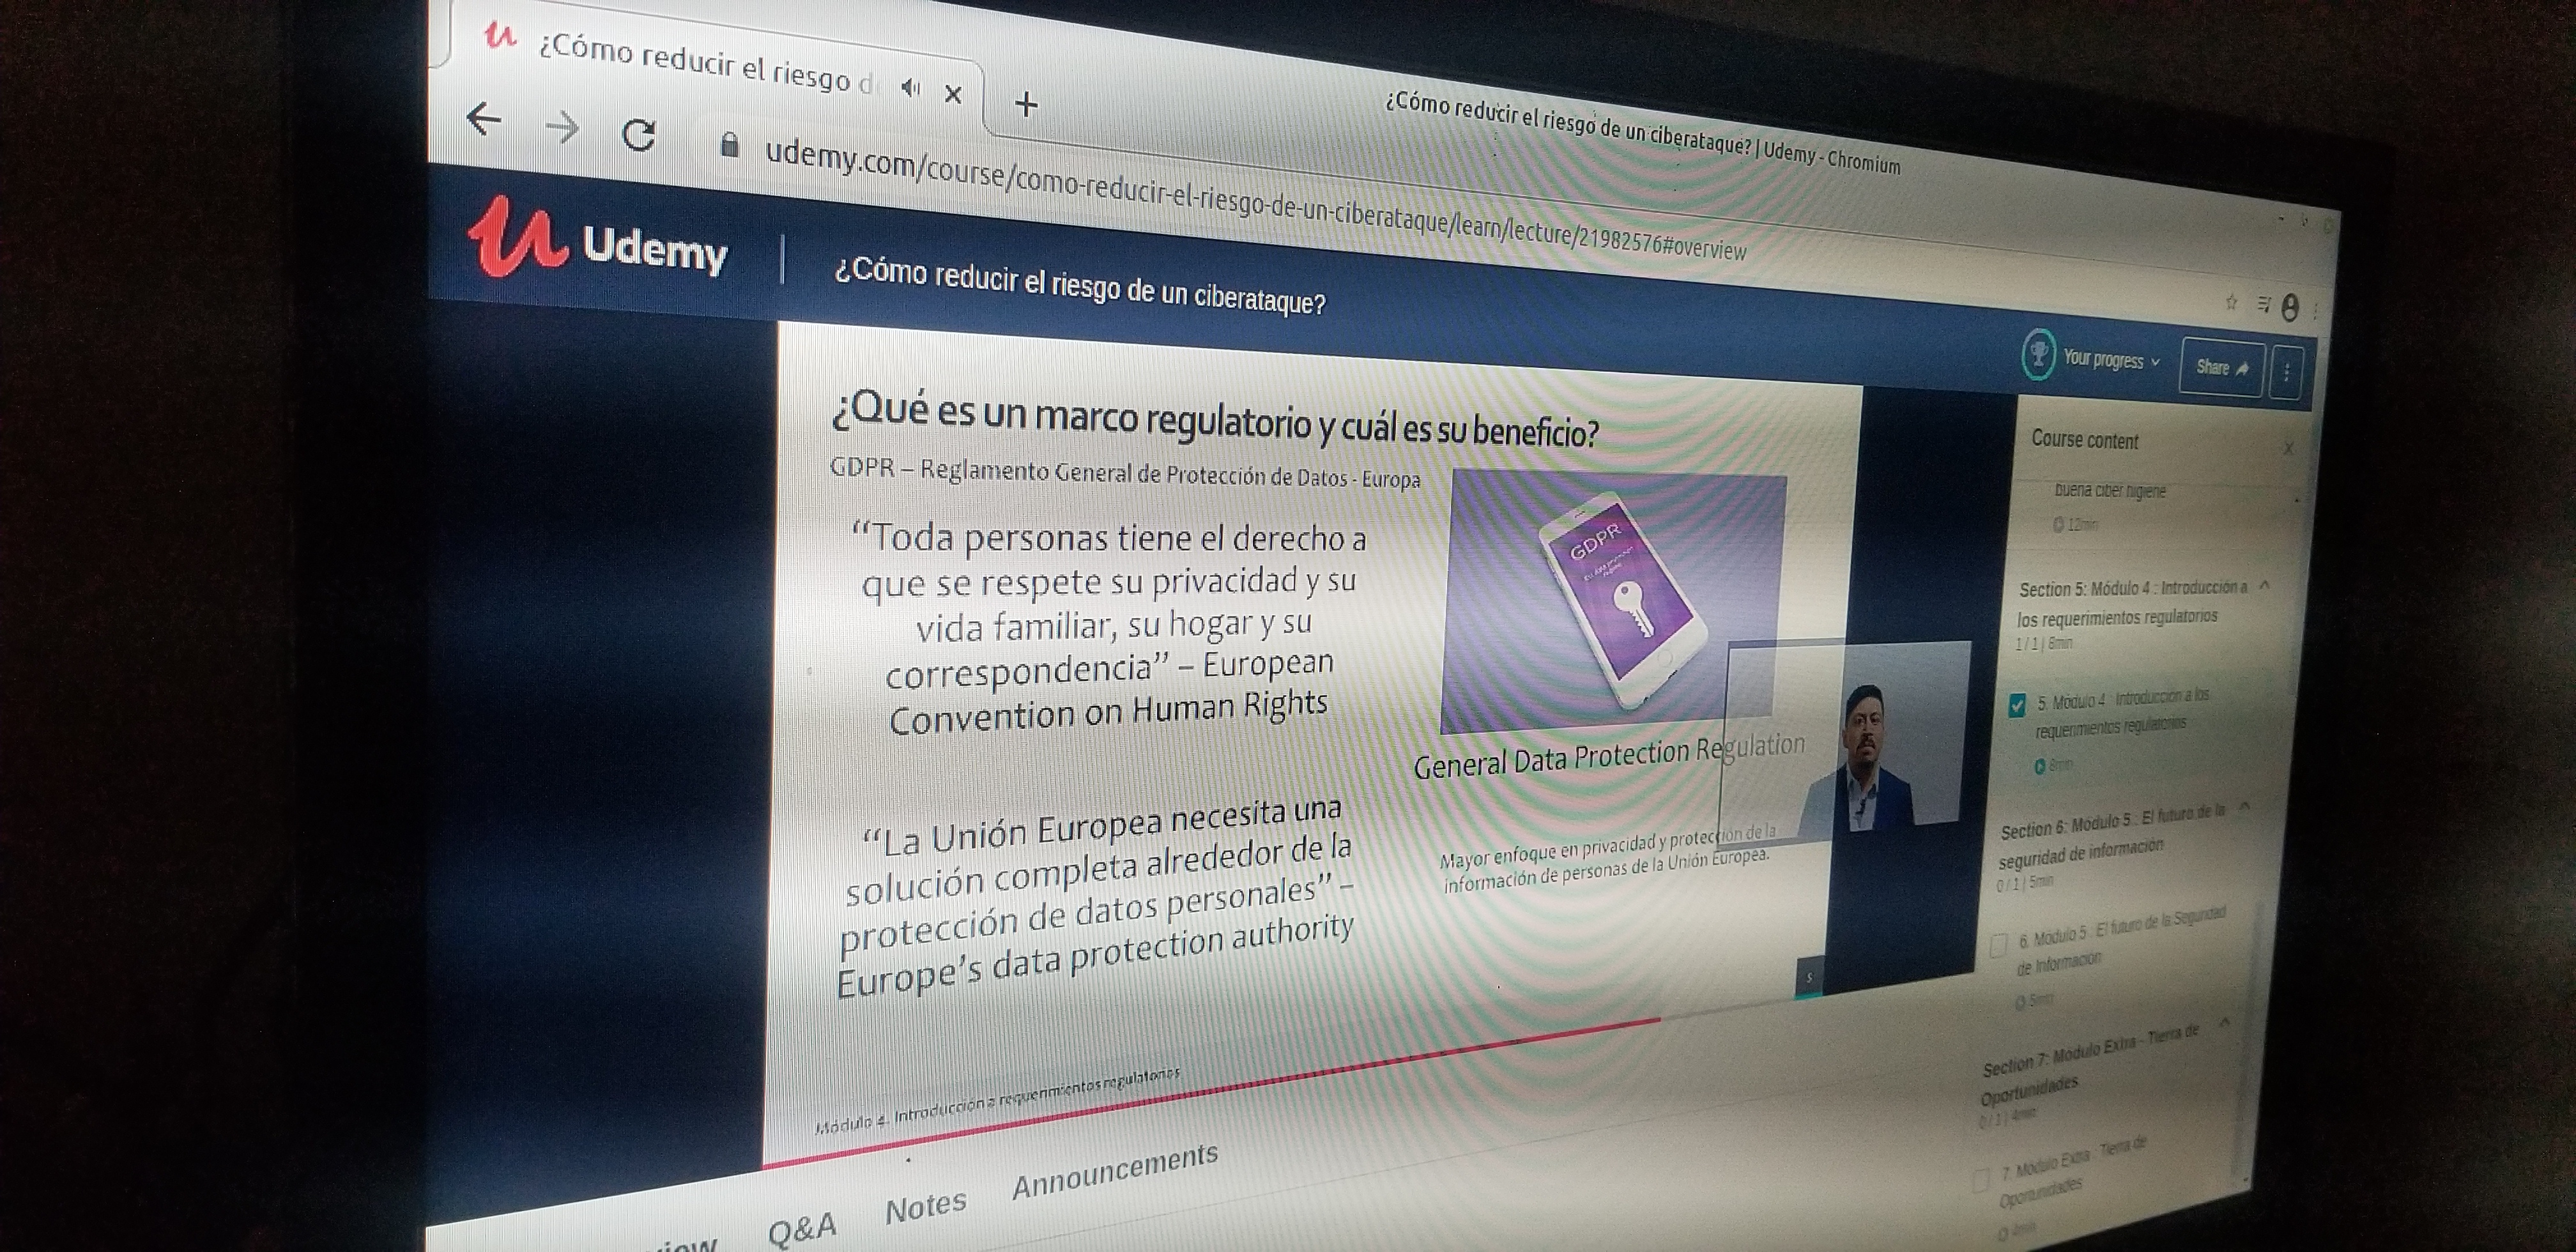 ¿Cómo reducir el riesgo d
¿Cómo reducir el riesgo de un ciberataque? | Udemy - Chromium
udemy.com/course/como-reducir-el-riesgo-de-un-ciberataque/learn/lecture/21982576#overview
Udemy
¿Cómo reducir el riesgo de un ciberataque?
Your progress
Share
¿Qué es un marco regulatorio y cuál es su beneficio?
GDPR – Reglamento General de Protección de Datos - Europa
“Toda personas tiene el derecho a
que se respete su privacidad y su
vida familiar, su hogar y su
correspondencia” – European
Convention on Human Rights
“La Unión Europea necesita una
solución completa alrededor de la
protección de datos personales” –
Europe's data protection authority
GDPR
General Data Protection Regulation
Mayor enfoque en privacidad y protección de la
información de personas de la Unión Europea.
5
Módulo 4. Introducción a requerimientos regulatorios
Q&A
Notes
Announcements
Course content
buena ciber higiene
12min
Section 5: Módulo 4 : Introducción a
los requerimientos regulatorios
1 / 1 | 8min
5. Módulo 4 : Introducción a los
requerimientos regulatorios
8min
Section 6: Módulo 5 : El futuro de la
seguridad de información
0 / 1 | 5min
6. Módulo 5 : El futuro de la Seguridad
de Información
5min
Section 7: Módulo Extra - Tierra de
Oportunidades
0 / 1 | 4min
7. Módulo Extra - Tierra de
Oportunidades
4min